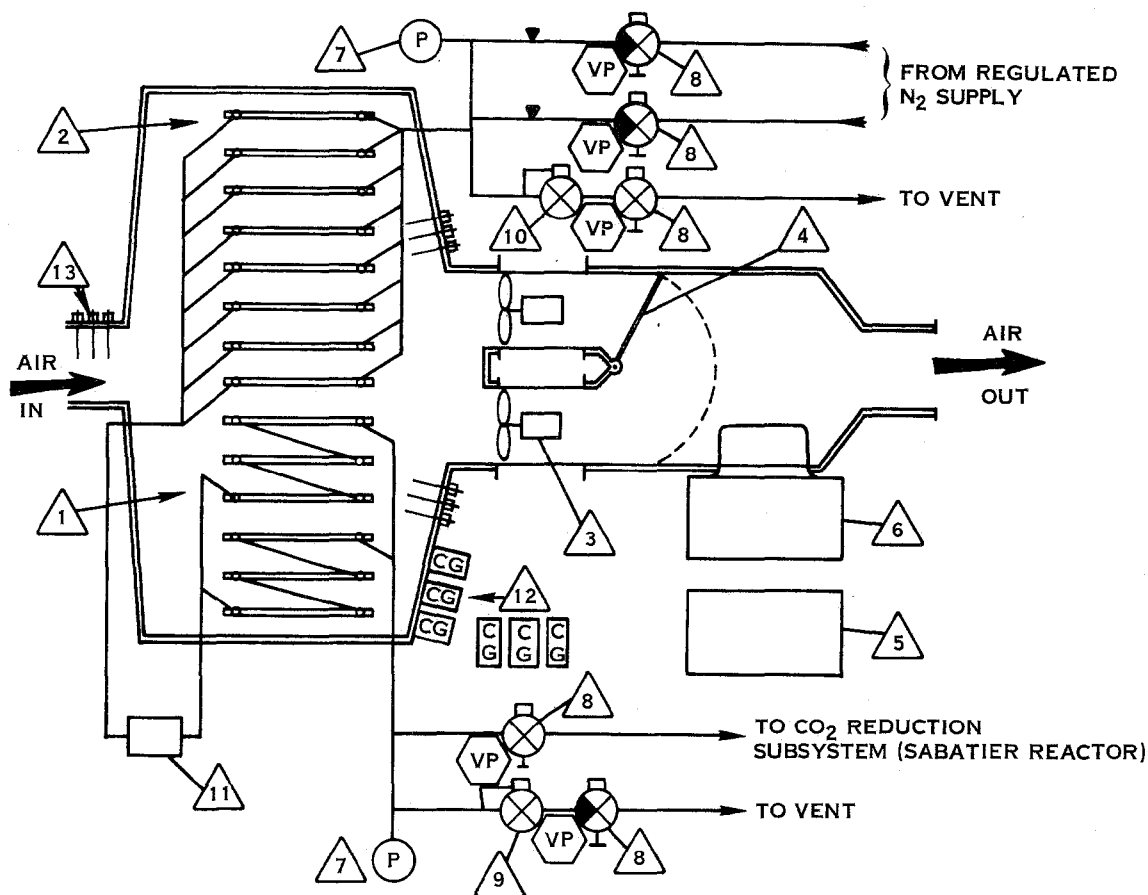 7
P
VP
8
FROM REGULATED
N₂ SUPPLY
2
VP
8
TO VENT
10
VP
8
4
13
AIR
IN
AIR
OUT
1
3
6
CG
CG
CG
12
C
G
C
G
C
G
5
8
VP
TO CO₂ REDUCTION
SUBSYSTEM (SABATIER REACTOR)
11
TO VENT
7
P
9
VP
8